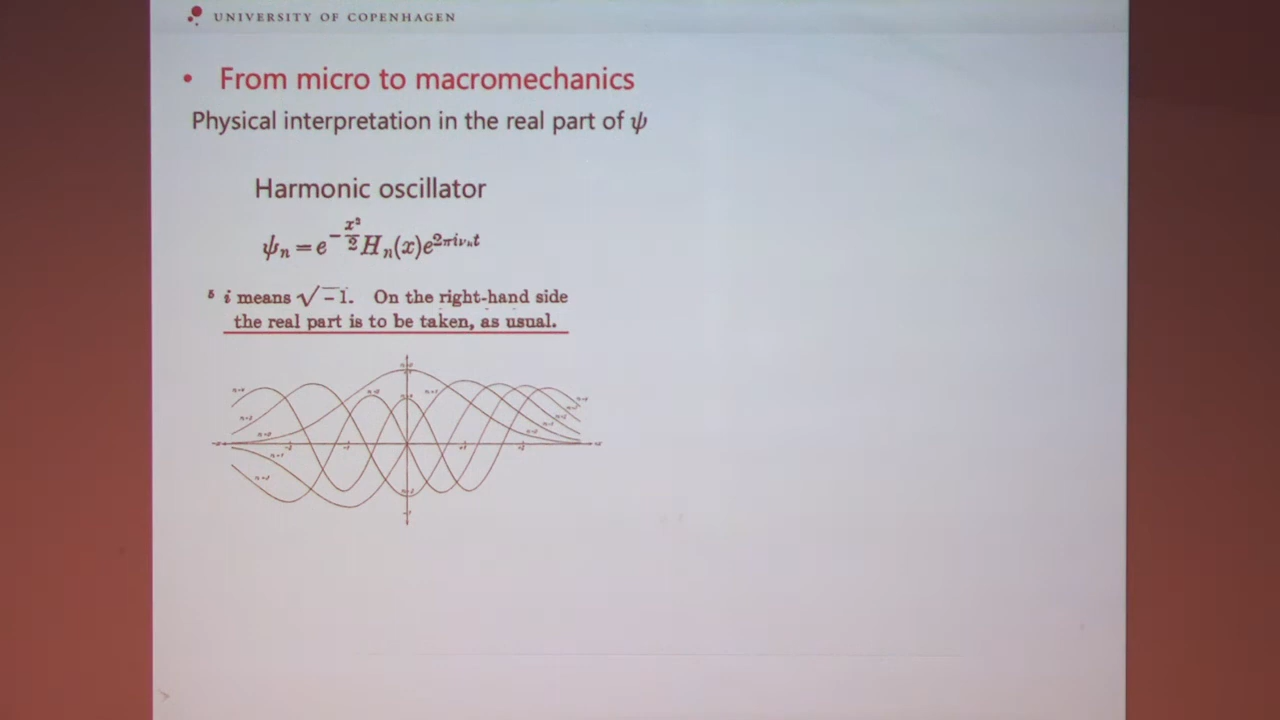 UNIVERSITY OF COPENHAGEN
• From micro to macromechanics
Physical interpretation in the real part of ψ
Harmonic oscillator
ψₙ = e^{-x²/2} Hₙ(x) e^{2πiνₙt}
⁵ i means √−1. On the right-hand side
the real part is to be taken, as usual.